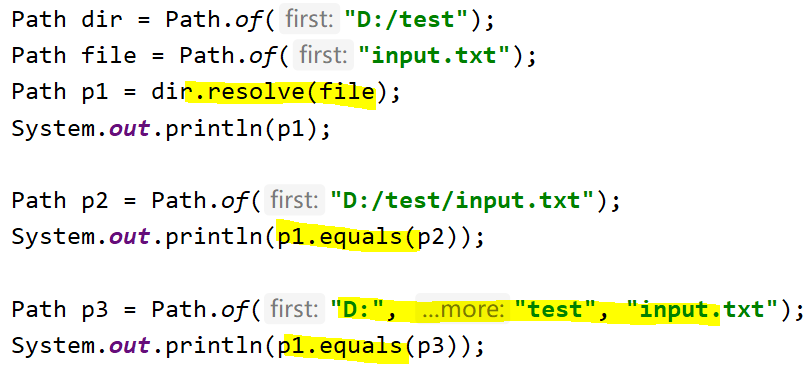 Path dir = Path.of( first: "D:/test");
Path file = Path.of( first: "input.txt");
Path p1 = dir.resolve(file);
System.out.println(p1);
Path p2 = Path.of( first: "D:/test/input.txt");
System.out.println(p1.equals(p2));
Path p3 = Path.of( first: "D:", ...more: "test", "input.txt");
System.out.println(p1.equals(p3));